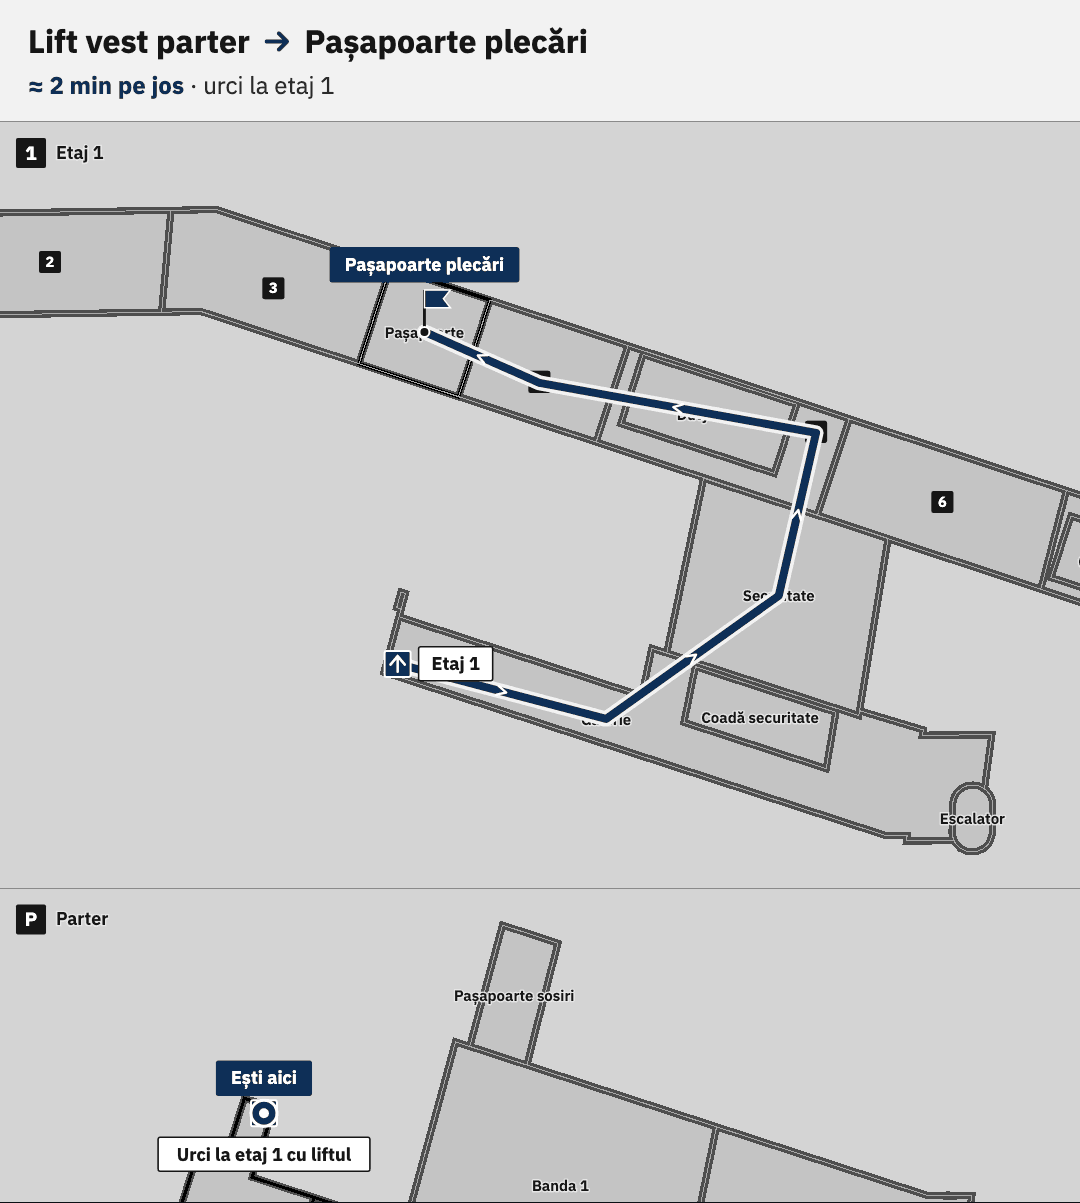 Lift vest parter → Pașapoarte plecări
≈ 2 min pe jos · urci la etaj 1
1 Etaj 1
2
3
Pașapoarte plecări
6
Securitate
Etaj 1
Coadă securitate
Escalator
P Parter
Pașapoarte sosiri
Ești aici
Urci la etaj 1 cu liftul
Banda 1